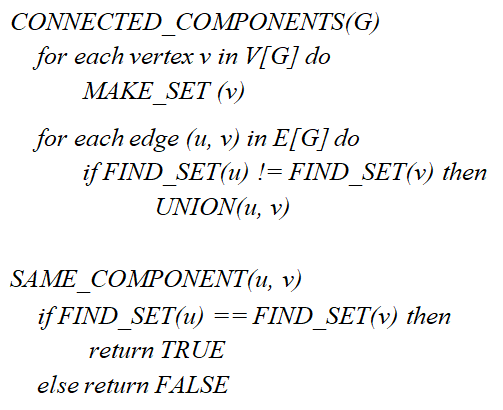 CONNECTED_COMPONENTS(G)
for each vertex v in V[G] do
MAKE_SET (v)
for each edge (u, v) in E[G] do
if FIND_SET(u) != FIND_SET(v) then
UNION(u, v)
SAME_COMPONENT(u, v)
if FIND_SET(u) == FIND_SET(v) then
return TRUE
else return FALSE